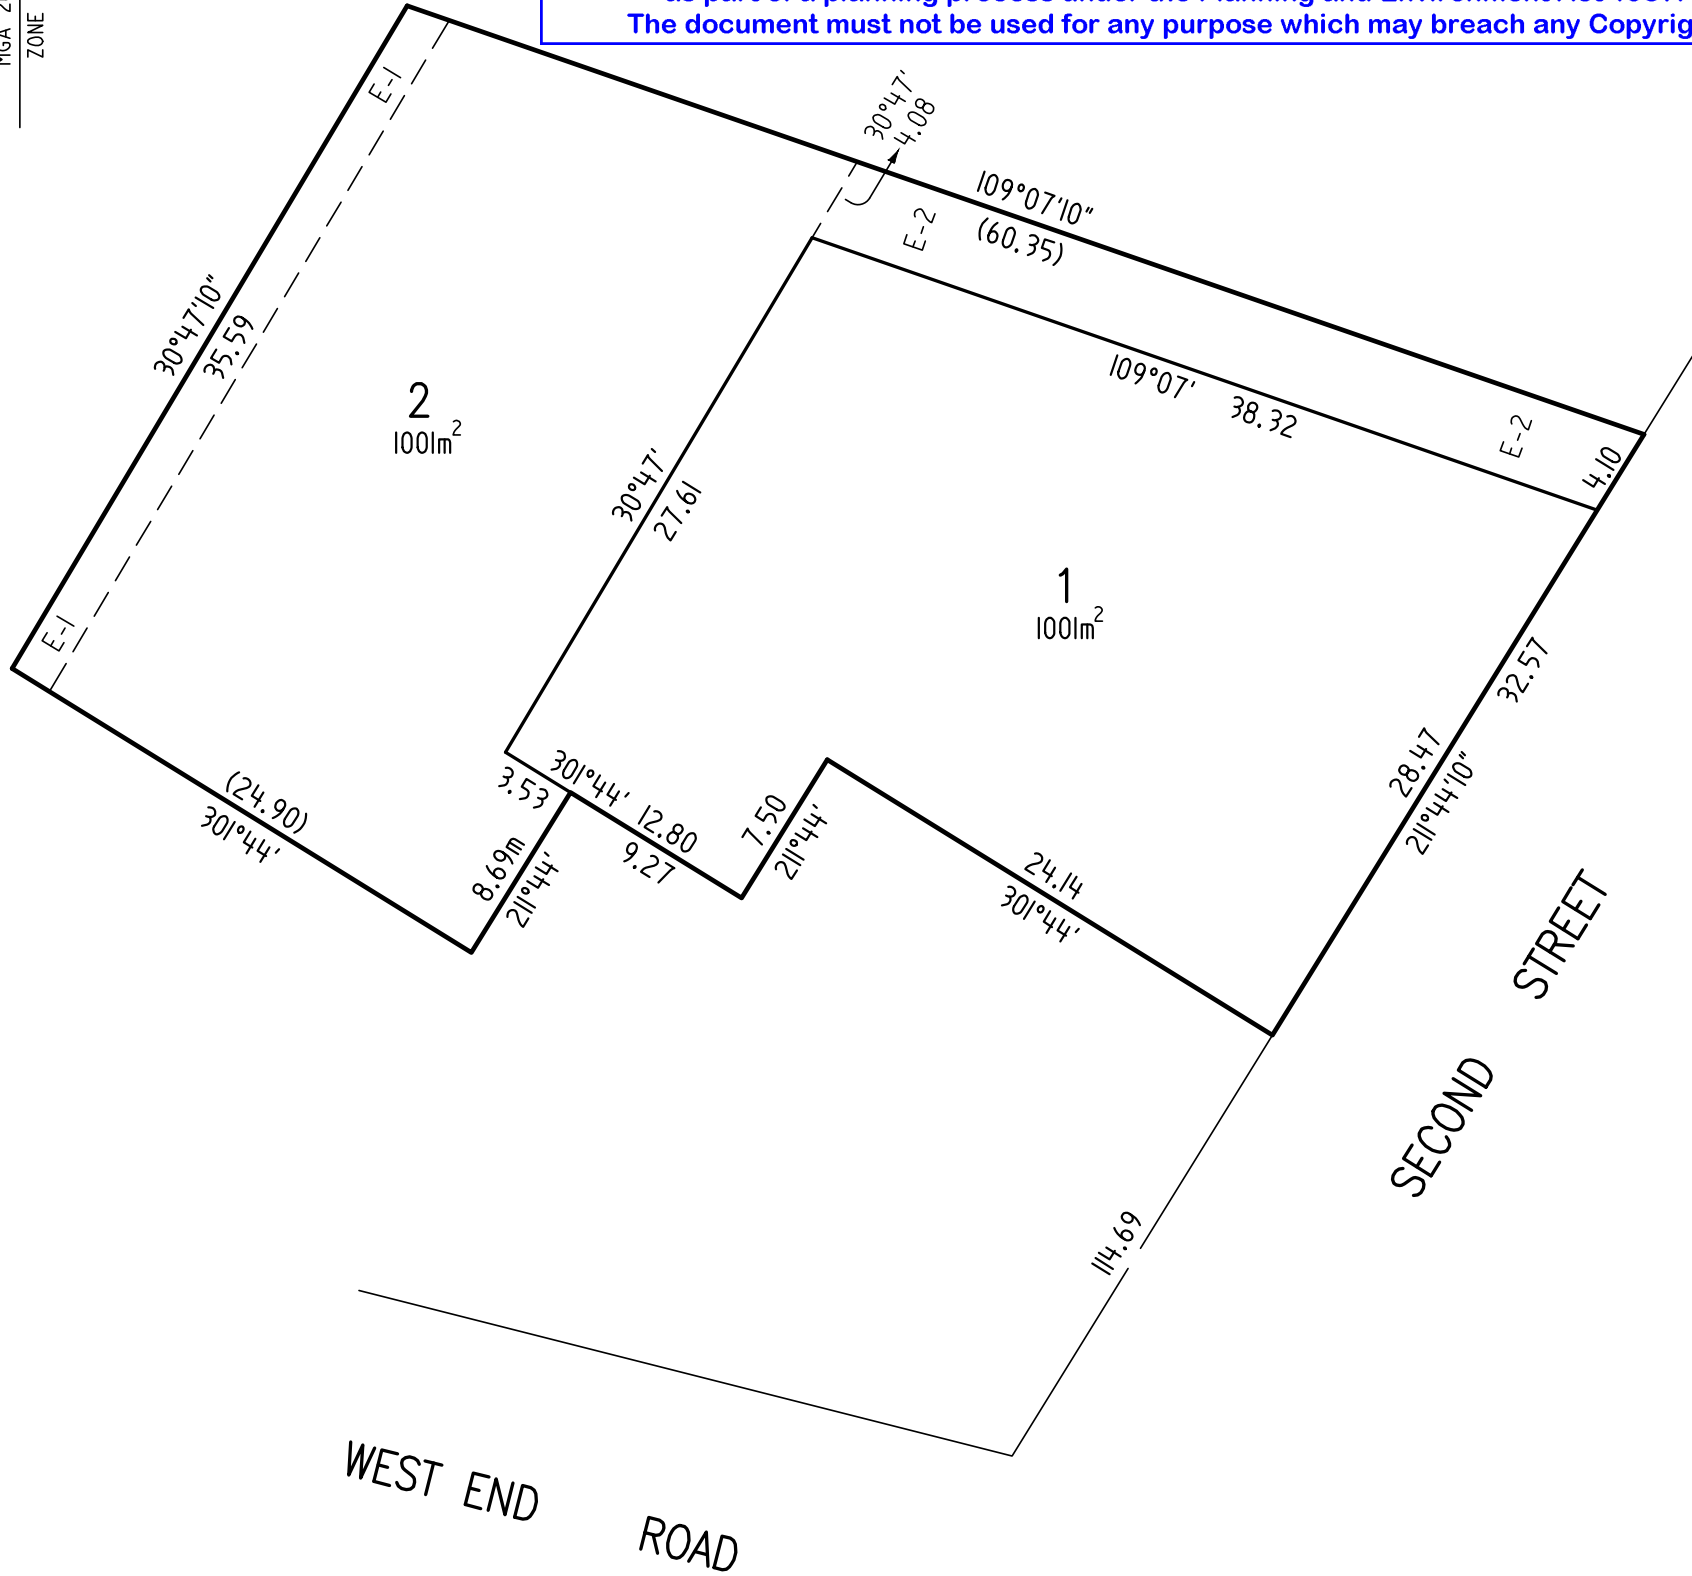 ZONE
The document must not be used for any purpose which may breach any
E-1
30°47'
4.08
109°07'10"
(60.35)
E-2
30°47'10"
35.59
2
1001m²
109°07'
38.32
E-2
4.10
30°47'
27.61
1
1001m²
E-1
32.57
28.47
211°44'10"
301°44'
12.80
3.53
9.27
7.50
211°44'
(24.90)
301°44'
8.69m
211°44'
24.14
301°44'
SECOND STREET
114.69
WEST END ROAD